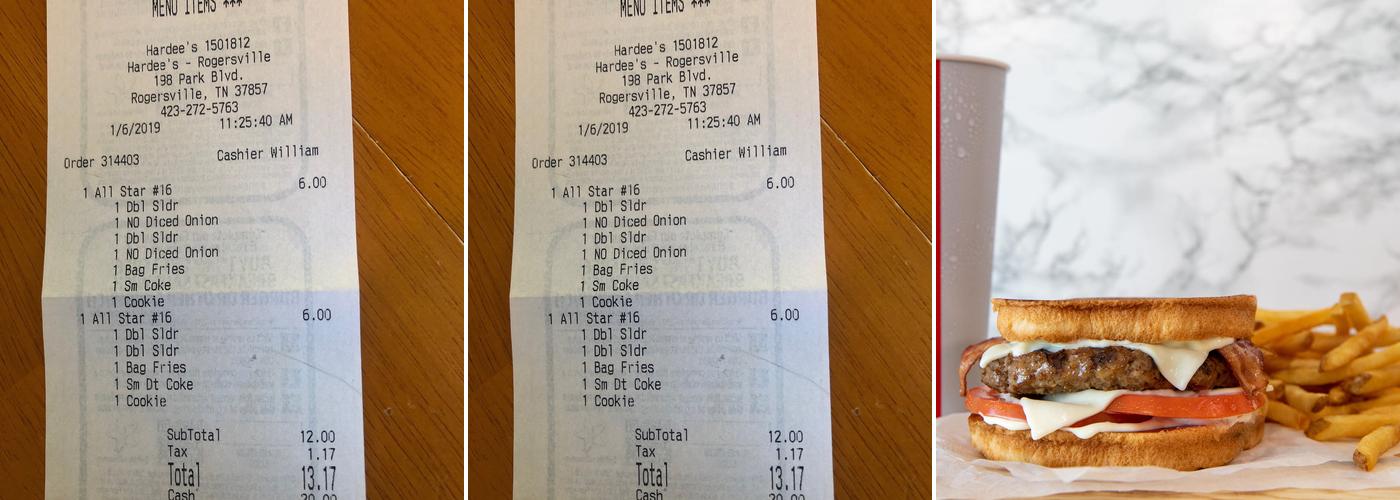 MENU ITEMS ***
Hardee's 1501812
Hardee's - Rogersville
198 Park Blvd.
Rogersville, TN 37857
423-272-5763
1/6/2019 11:25:40 AM
Order 314403 Cashier William
1 All Star #16 6.00
1 Dbl Sldr
1 NO Diced Onion
1 Dbl Sldr
1 NO Diced Onion
1 Bag Fries
1 Sm Coke
1 Cookie
1 All Star #16 6.00
1 Dbl Sldr
1 Dbl Sldr
1 Bag Fries
1 Sm Dt Coke
1 Cookie
SubTotal 12.00
Tax 1.17
Total 13.17
Cash 20.00
MENU ITEMS ***
Hardee's 1501812
Hardee's - Rogersville
198 Park Blvd.
Rogersville, TN 37857
423-272-5763
1/6/2019 11:25:40 AM
Order 314403 Cashier William
1 All Star #16 6.00
1 Dbl Sldr
1 NO Diced Onion
1 Dbl Sldr
1 NO Diced Onion
1 Bag Fries
1 Sm Coke
1 Cookie
1 All Star #16 6.00
1 Dbl Sldr
1 Dbl Sldr
1 Bag Fries
1 Sm Dt Coke
1 Cookie
SubTotal 12.00
Tax 1.17
Total 13.17
Cash 20.00